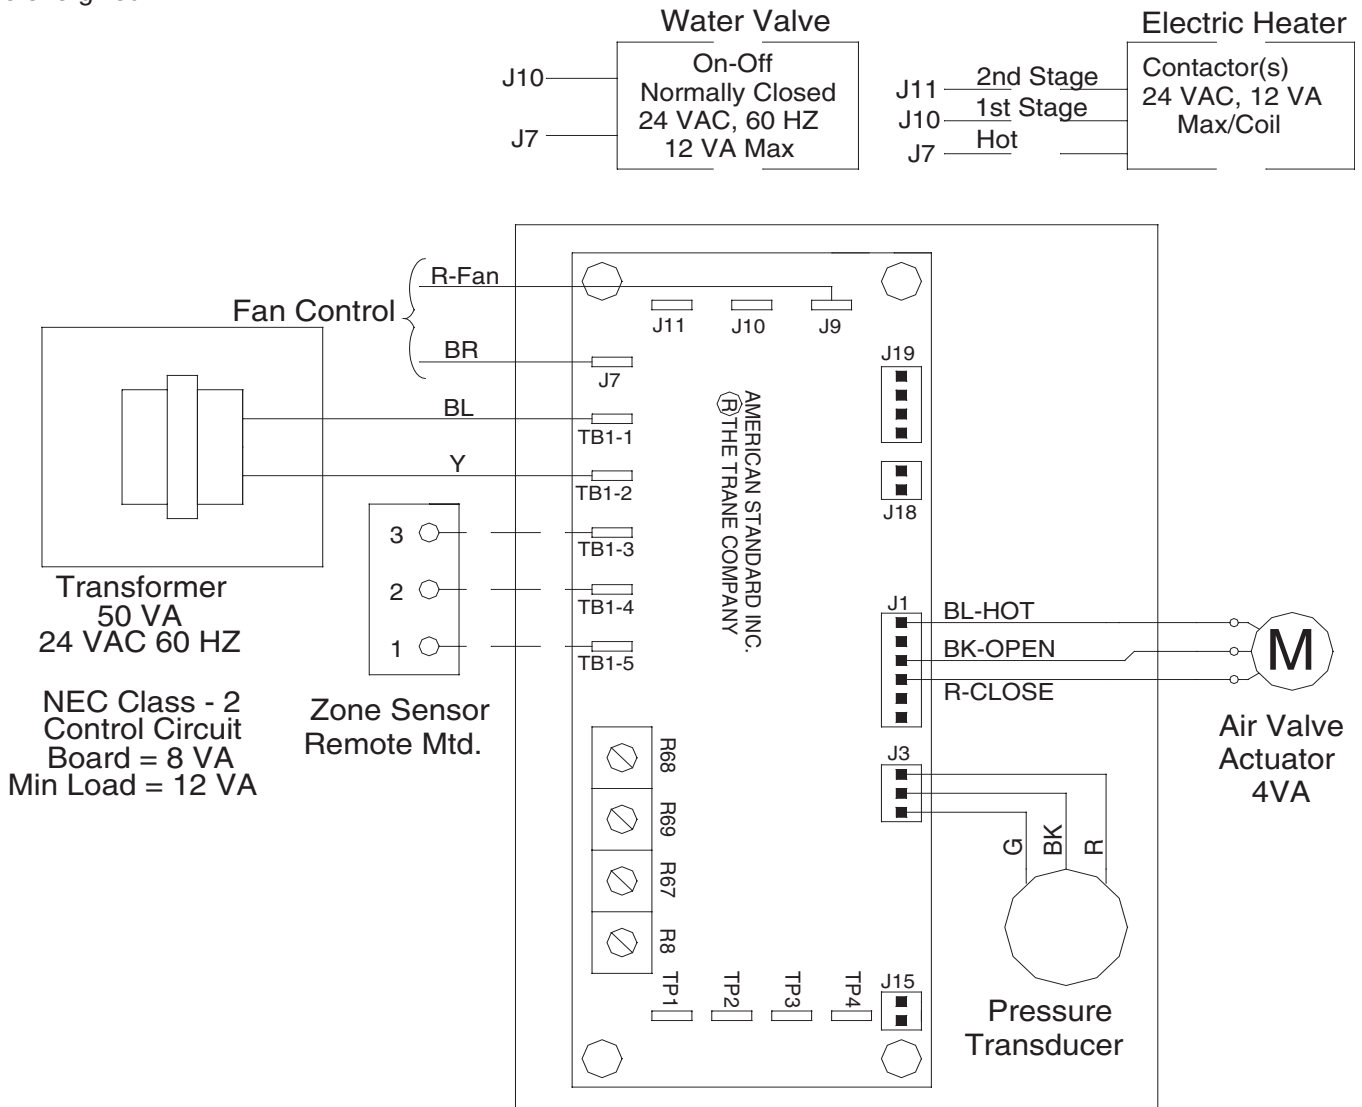 Water Valve
On-Off
Normally Closed
24 VAC, 60 HZ
12 VA Max
J10
J7
Electric Heater
Contactor(s)
24 VAC, 12 VA
Max/Coil
J11
2nd Stage
J10
1st Stage
J7
Hot
Fan Control
R-Fan
BR
BL
Y
J11
J10
J9
J7
TB1-1
TB1-2
TB1-3
TB1-4
TB1-5
AMERICAN STANDARD INC.
R THE TRANE COMPANY
J19
J18
J1
J3
J15
3
2
1
Transformer
50 VA
24 VAC 60 HZ
NEC Class - 2
Control Circuit
Board = 8 VA
Min Load = 12 VA
Zone Sensor
Remote Mtd.
BL-HOT
BK-OPEN
R-CLOSE
M
Air Valve
Actuator
4VA
R68
R69
R67
R8
TP1
TP2
TP3
TP4
G
BK
R
Pressure
Transducer